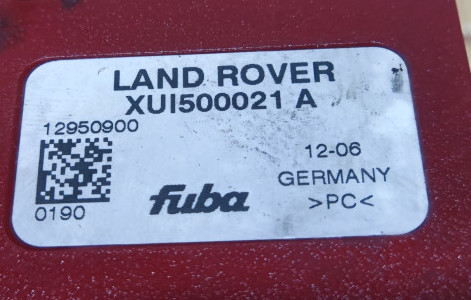 LAND ROVER
XUI500021 A
12950900
0190
fuba
12-06
GERMANY
>PC<